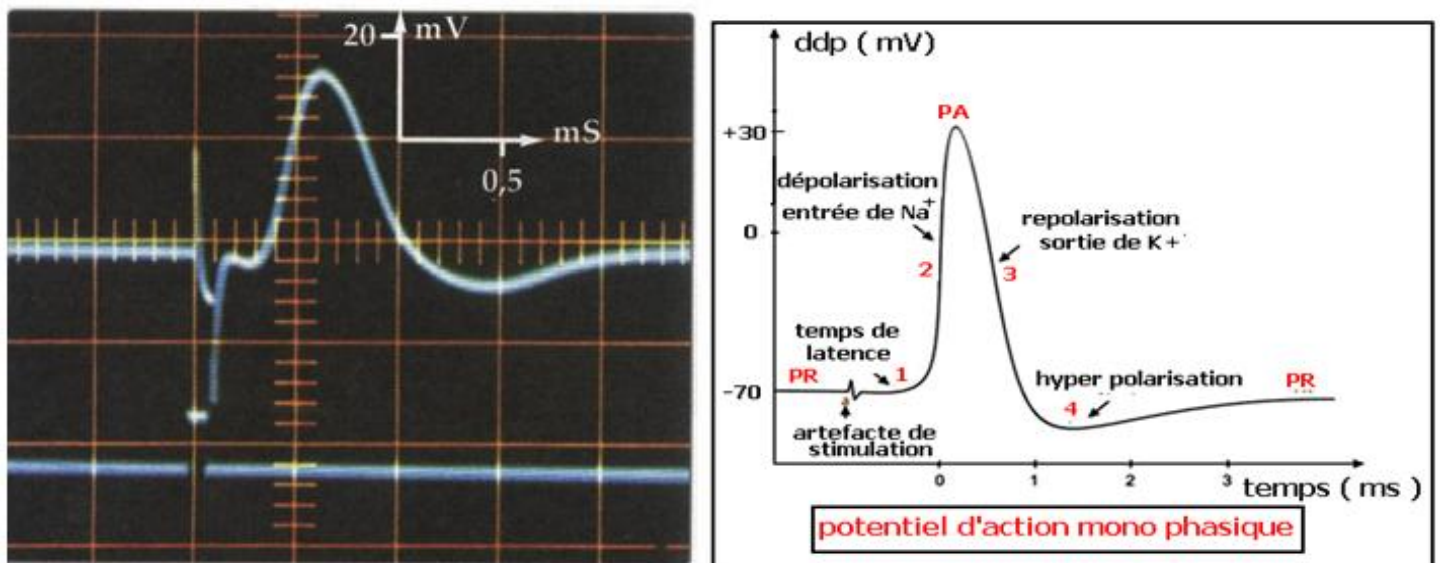 20
mV
mS
0,5
ddp ( mV)
PA
+30
dépolarisation
entrée de Na+
repolarisation
sortie de K +
0
2
3
temps de
latence
1
PR
hyper polarisation
PR
-70
4
a
artefacte de
stimulation
0
1
2
3
temps ( ms )
potentiel d'action mono phasique